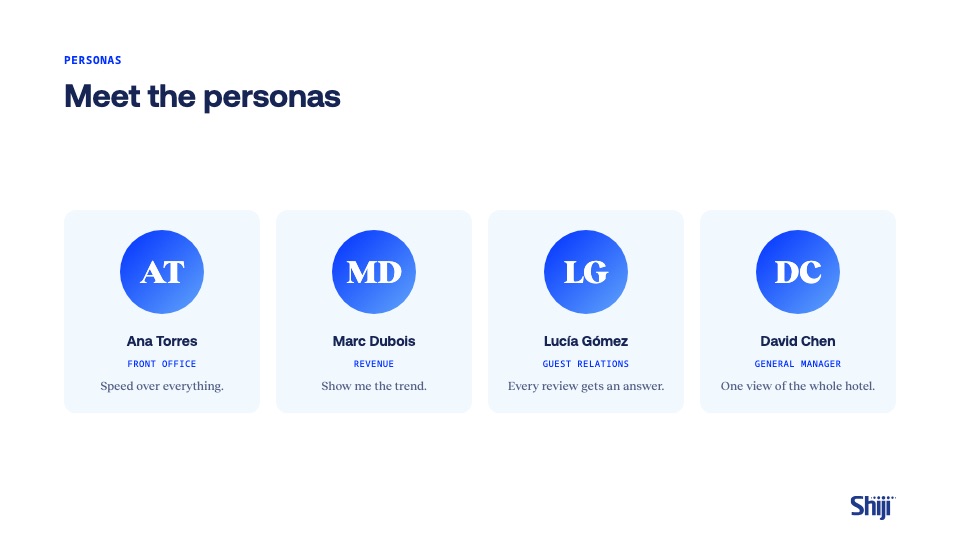 PERSONAS
Meet the personas
AT
Ana Torres
FRONT OFFICE
Speed over everything.
MD
Marc Dubois
REVENUE
Show me the trend.
LG
Lucía Gómez
GUEST RELATIONS
Every review gets an answer.
DC
David Chen
GENERAL MANAGER
One view of the whole hotel.
Shiji